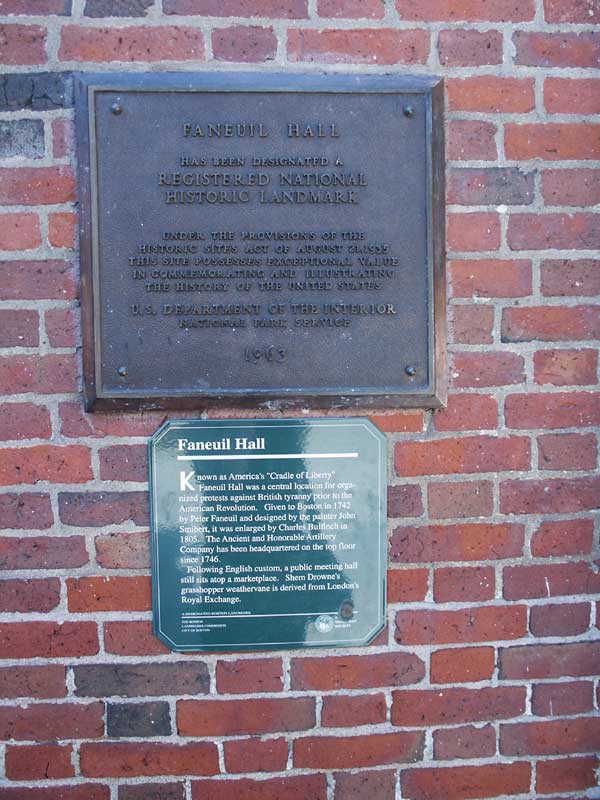 FANEUIL HALL
HAS BEEN DESIGNATED A
REGISTERED NATIONAL
HISTORIC LANDMARK
UNDER THE PROVISIONS OF THE
HISTORIC SITES ACT OF AUGUST 21, 1935
THIS SITE POSSESSES EXCEPTIONAL VALUE
IN COMMEMORATING AND ILLUSTRATING
THE HISTORY OF THE UNITED STATES
U.S. DEPARTMENT OF THE INTERIOR
NATIONAL PARK SERVICE
1963
Faneuil Hall
Known as America's "Cradle of Liberty"
Faneuil Hall was a central location for orga-
nized protests against British tyranny prior to the
American Revolution. Given to Boston in 1742
by Peter Faneuil and designed by the painter John
Smibert, it was enlarged by Charles Bulfinch in
1805. The Ancient and Honorable Artillery
Company has been headquartered on the top floor
since 1746.
Following English custom, a public meeting hall
still sits atop a marketplace. Shem Drowne's
grasshopper weathervane is derived from London's
Royal Exchange.
A DESIGNATED BOSTON LANDMARK
THE BOSTON
LANDMARKS COMMISSION
CITY OF BOSTON
SOCIETY